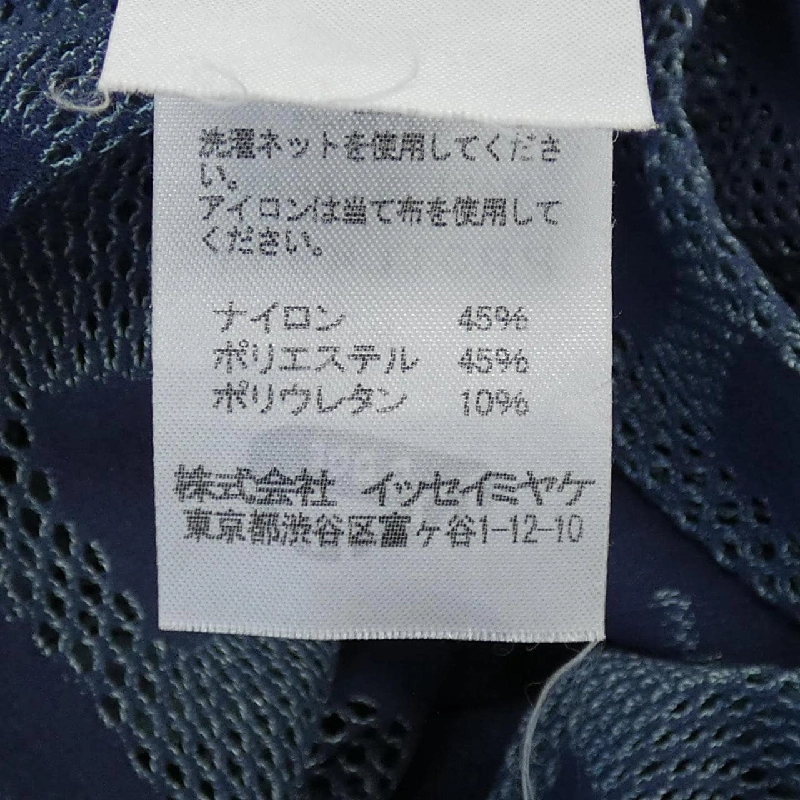 洗濯ネットを使用してくださ
い。
アイロンは当て布を使用して
ください。
ナイロン 45%
ポリエステル 45%
ポリウレタン 10%
株式会社 イッセイミヤケ
東京都渋谷区富ヶ谷1-12-10